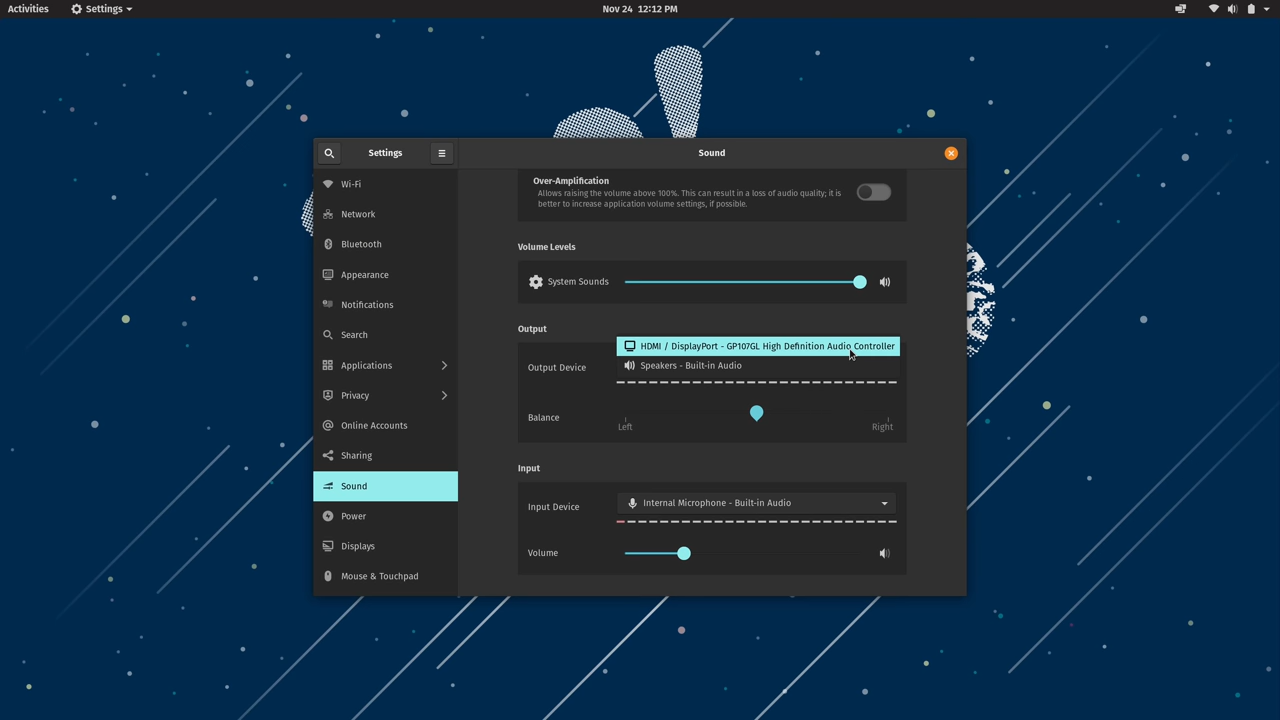 Activities
Settings
Nov 24 12:12 PM
Settings
Sound
Wi-Fi
Network
Bluetooth
Appearance
Notifications
Search
Applications
Privacy
Online Accounts
Sharing
Sound
Power
Displays
Mouse & Touchpad
Over-Amplification
Allows raising the volume above 100%. This can result in a loss of audio quality; it is
better to increase application volume settings, if possible.
Volume Levels
System Sounds
Output
Output Device
HDMI / DisplayPort - GP107GL High Definition Audio Controller
Speakers - Built-in Audio
Balance
Left
Right
Input
Input Device
Internal Microphone - Built-in Audio
Volume